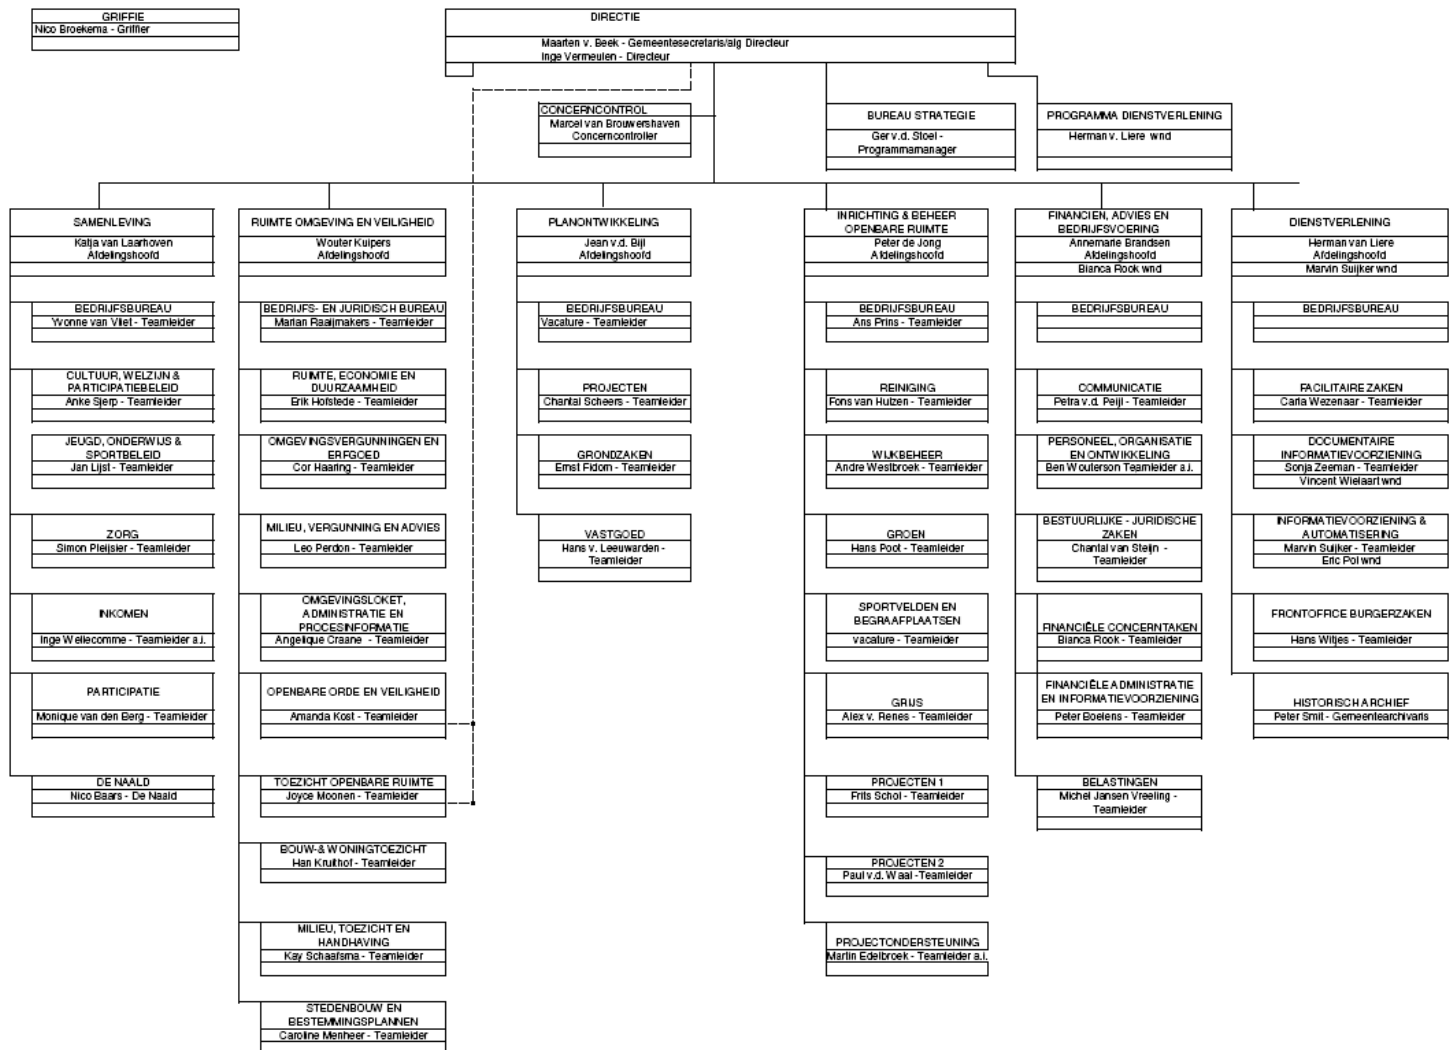 GRIFFIE
Nico Broekema - Griffier
DIRECTIE
Maarten v. Beek - Gemeentesecretaris/alg Directeur
Inge Vermeulen - Directeur
CONCERNCONTROL
Marcel van Brouwershaven
Concerncontroller
BUREAU STRATEGIE
Ger v.d. Stoel -
Programmamanager
PROGRAMMA DIENSTVERLENING
Herman v. Liere wnd
SAMENLEVING
Katja van Laarhoven
Afdelingshoofd
BEDRIJFSBUREAU
Yvonne van Vliet - Teamleider
CULTUUR, WELZIJN &
PARTICIPATIEBELEID
Anke Sjerp - Teamleider
JEUGD, ONDERWIJS &
SPORTBELEID
Jan Lijst - Teamleider
ZORG
Simon Pleijsier - Teamleider
INKOMEN
Inge Wellecomme - Teamleider a.i.
PARTICIPATIE
Monique van den Berg - Teamleider
DE NAALD
Nico Baars - De Naald
RUIMTE OMGEVING EN VEILIGHEID
Wouter Kuipers
Afdelingshoofd
BEDRIJFS- EN JURIDISCH BUREAU
Marian Raaijmakers - Teamleider
RUIMTE, ECONOMIE EN
DUURZAAMHEID
Erik Hofstede - Teamleider
OMGEVINGSVERGUNNINGEN EN
ERFGOED
Cor Haaring - Teamleider
MILIEU, VERGUNNING EN ADVIES
Leo Perdon - Teamleider
OMGEVINGSLOKET,
ADMINISTRATIE EN
PROCESINFORMATIE
Angelique Craane - Teamleider
OPENBARE ORDE EN VEILIGHEID
Amanda Kost - Teamleider
TOEZICHT OPENBARE RUIMTE
Joyce Moonen - Teamleider
BOUW-& WONINGTOEZICHT
Han Kruithof - Teamleider
MILIEU, TOEZICHT EN
HANDHAVING
Kay Schaafsma - Teamleider
STEDENBOUW EN
BESTEMMINGSPLANNEN
Caroline Menheer - Teamleider
PLANONTWIKKELING
Jean v.d. Bijl
Afdelingshoofd
BEDRIJFSBUREAU
Vacature - Teamleider
PROJECTEN
Chantal Scheers - Teamleider
GRONDZAKEN
Ernst Fidom - Teamleider
VASTGOED
Hans v. Leeuwarden -
Teamleider
INRICHTING & BEHEER
OPENBARE RUIMTE
Peter de Jong
Afdelingshoofd
BEDRIJFSBUREAU
Ans Prins - Teamleider
REINIGING
Fons van Hulzen - Teamleider
WIJKBEHEER
Andre Westbroek - Teamleider
GROEN
Hans Poot - Teamleider
SPORTVELDEN EN
BEGRAAFPLAATSEN
vacature - Teamleider
GRIJS
Alex v. Renes - Teamleider
PROJECTEN 1
Frits Schol - Teamleider
PROJECTEN 2
Paul v.d. Waal -Teamleider
PROJECTONDERSTEUNING
Martin Edelbroek - Teamleider a.i.
FINANCIEN, ADVIES EN
BEDRIJFSVOERING
Annemarie Brandsen
Afdelingshoofd
Bianca Rook wnd
BEDRIJFSBUREAU
COMMUNICATIE
Petra v.d. Peijl - Teamleider
PERSONEEL, ORGANISATIE
EN ONTWIKKELING
Ben Wouterson Teamleider a.i.
BESTUURLIJKE - JURIDISCHE
ZAKEN
Chantal van Steijn -
Teamleider
FINANCIËLE CONCERNTAKEN
Bianca Rook - Teamleider
FINANCIËLE ADMINISTRATIE
EN INFORMATIEVOORZIENING
Peter Boelens - Teamleider
BELASTINGEN
Michel Jansen Vreeling -
Teamleider
DIENSTVERLENING
Herman van Liere
Afdelingshoofd
Marvin Suijker wnd
BEDRIJFSBUREAU
FACILITAIRE ZAKEN
Carla Wezenaar - Teamleider
DOCUMENTAIRE
INFORMATIEVOORZIENING
Sonja Zeeman - Teamleider
Vincent Wielaart wnd
INFORMATIEVOORZIENING &
AUTOMATISERING
Marvin Suijker - Teamleider
Eric Pol wnd
FRONTOFFICE BURGERZAKEN
Hans Witjes - Teamleider
HISTORISCH ARCHIEF
Peter Smit - Gemeentearchivaris